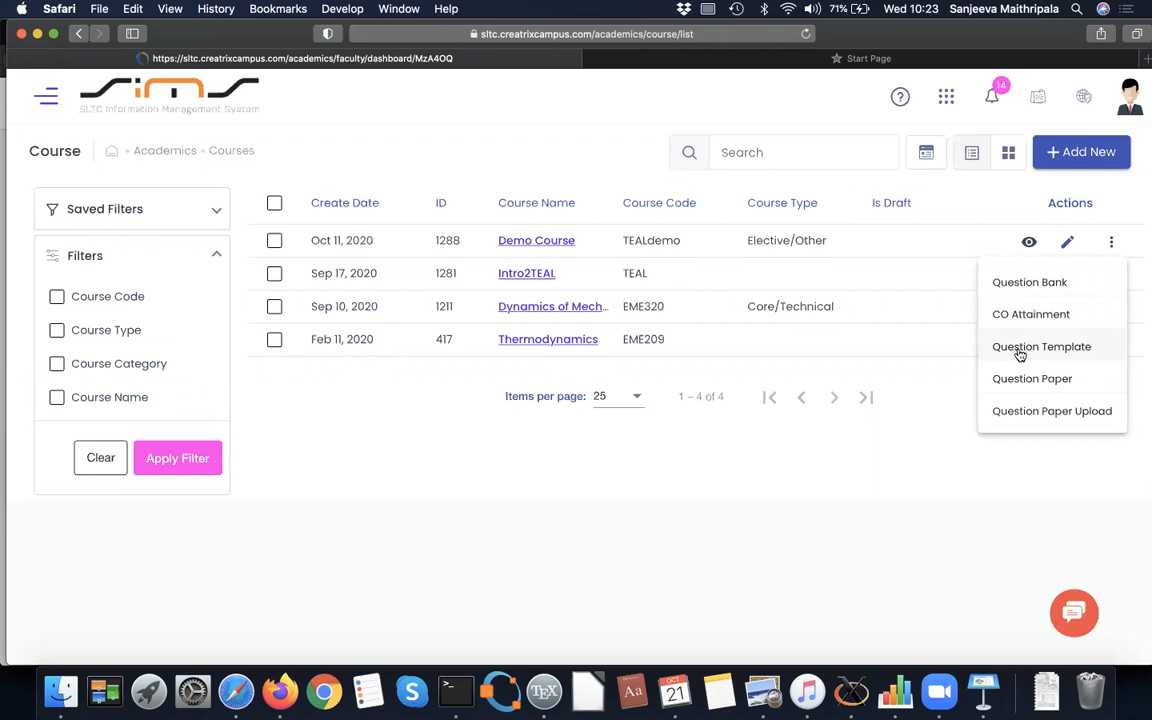 Safari File Edit View History Bookmarks Develop Window Help 71% Wed 10:23 Sanjeeva Maithripala
sltc.creatrixcampus.com/academics/course/list
https://sltc.creatrixcampus.com/academics/faculty/dashboard/MzA4OQ Start Page
sims
SLTC Information Management System
14
Course Academics Courses
Search
+ Add New
Saved Filters
Filters
Course Code
Course Type
Course Category
Course Name
Clear Apply Filter
Create Date ID Course Name Course Code Course Type Is Draft Actions
Oct 11, 2020 1288 Demo Course TEALdemo Elective/Other
Sep 17, 2020 1281 Intro2TEAL TEAL
Sep 10, 2020 1211 Dynamics of Mech... EME320 Core/Technical
Feb 11, 2020 417 Thermodynamics EME209
Items per page: 25 1 – 4 of 4
Question Bank
CO Attainment
Question Template
Question Paper
Question Paper Upload
>_ TEX Aa OCT 21